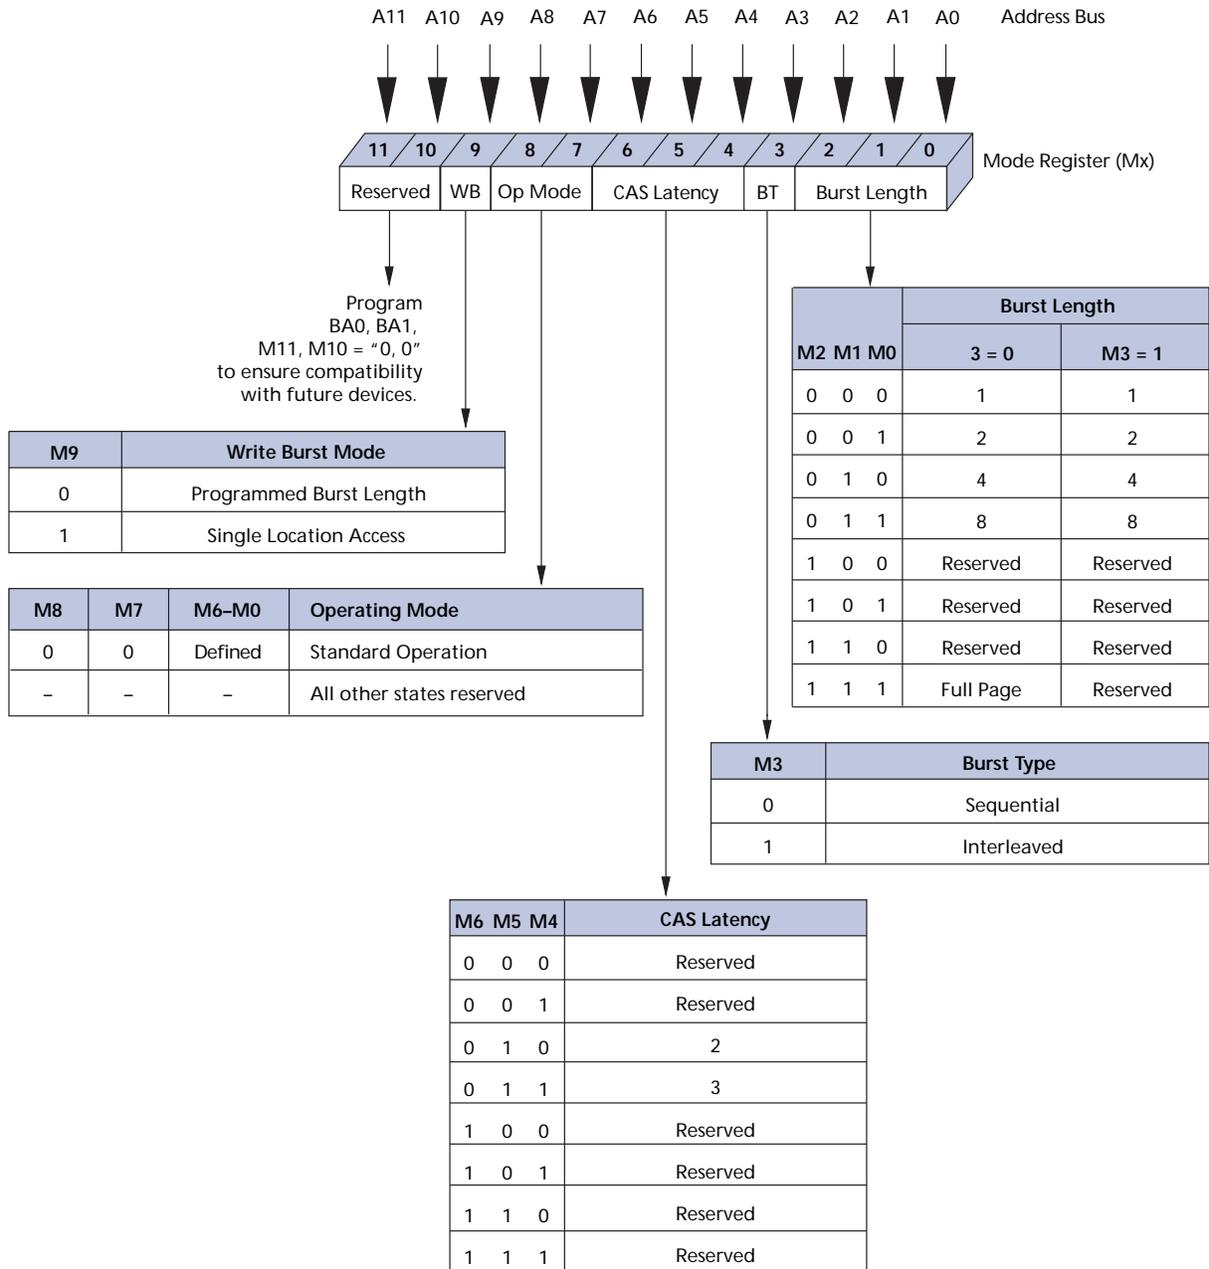 A11 A10 A9 A8 A7 A6 A5 A4 A3 A2 A1 A0 Address Bus
11 10 9 8 7 6 5 4 3 2 1 0
Mode Register (Mx)
Reserved WB Op Mode CAS Latency BT Burst Length
Program
BA0, BA1,
M11, M10 = “0, 0”
to ensure compatibility
with future devices.
Burst Length
M2 M1 M0 3 = 0 M3 = 1
0 0 0 1 1
0 0 1 2 2
0 1 0 4 4
0 1 1 8 8
1 0 0 Reserved Reserved
1 0 1 Reserved Reserved
1 1 0 Reserved Reserved
1 1 1 Full Page Reserved
M9 Write Burst Mode
0 Programmed Burst Length
1 Single Location Access
M8 M7 M6–M0 Operating Mode
0 0 Defined Standard Operation
– – – All other states reserved
M3 Burst Type
0 Sequential
1 Interleaved
M6 M5 M4 CAS Latency
0 0 0 Reserved
0 0 1 Reserved
0 1 0 2
0 1 1 3
1 0 0 Reserved
1 0 1 Reserved
1 1 0 Reserved
1 1 1 Reserved